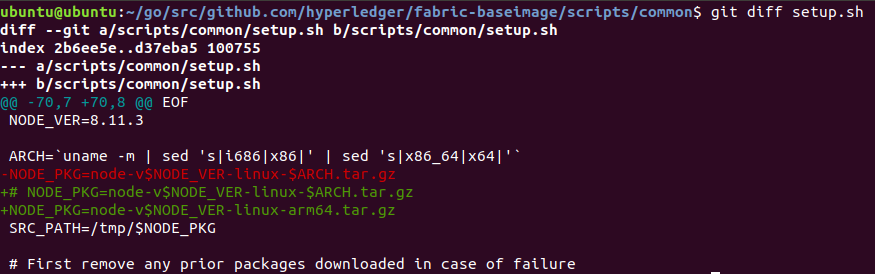 ubuntu@ubuntu:~/go/src/github.com/hyperledger/fabric-baseimage/scripts/common$ git diff setup.sh
diff --git a/scripts/common/setup.sh b/scripts/common/setup.sh
index 2b6ee5e..d37eba5 100755
--- a/scripts/common/setup.sh
+++ b/scripts/common/setup.sh
@@ -70,7 +70,8 @@ EOF
 NODE_VER=8.11.3

 ARCH=`uname -m | sed 's|i686|x86|' | sed 's|x86_64|x64|'`
-NODE_PKG=node-v$NODE_VER-linux-$ARCH.tar.gz
+# NODE_PKG=node-v$NODE_VER-linux-$ARCH.tar.gz
+NODE_PKG=node-v$NODE_VER-linux-arm64.tar.gz
 SRC_PATH=/tmp/$NODE_PKG

 # First remove any prior packages downloaded in case of failure